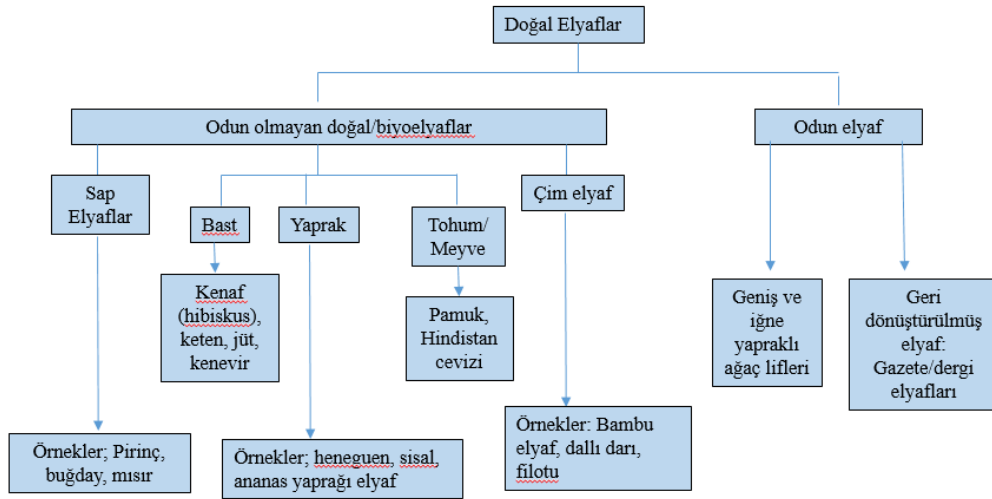 Doğal Elyaflar
Odun olmayan doğal/biyoelyaflar
Odun elyaf
Sap
Elyaflar
Bast
Yaprak
Tohum/
Meyve
Çim elyaf
Kenaf
(hibiskus),
keten, jüt,
kenevir
Pamuk,
Hindistan
cevizi
Geniş ve
iğne
yapraklı
ağaç lifleri
Geri
dönüştürülmüş
elyaf:
Gazete/dergi
elyafları
Örnekler; Pirinç,
buğday, mısır
Örnekler; heneguen, sisal,
ananas yaprağı elyaf
Örnekler: Bambu
elyaf, dallı darı,
filotu